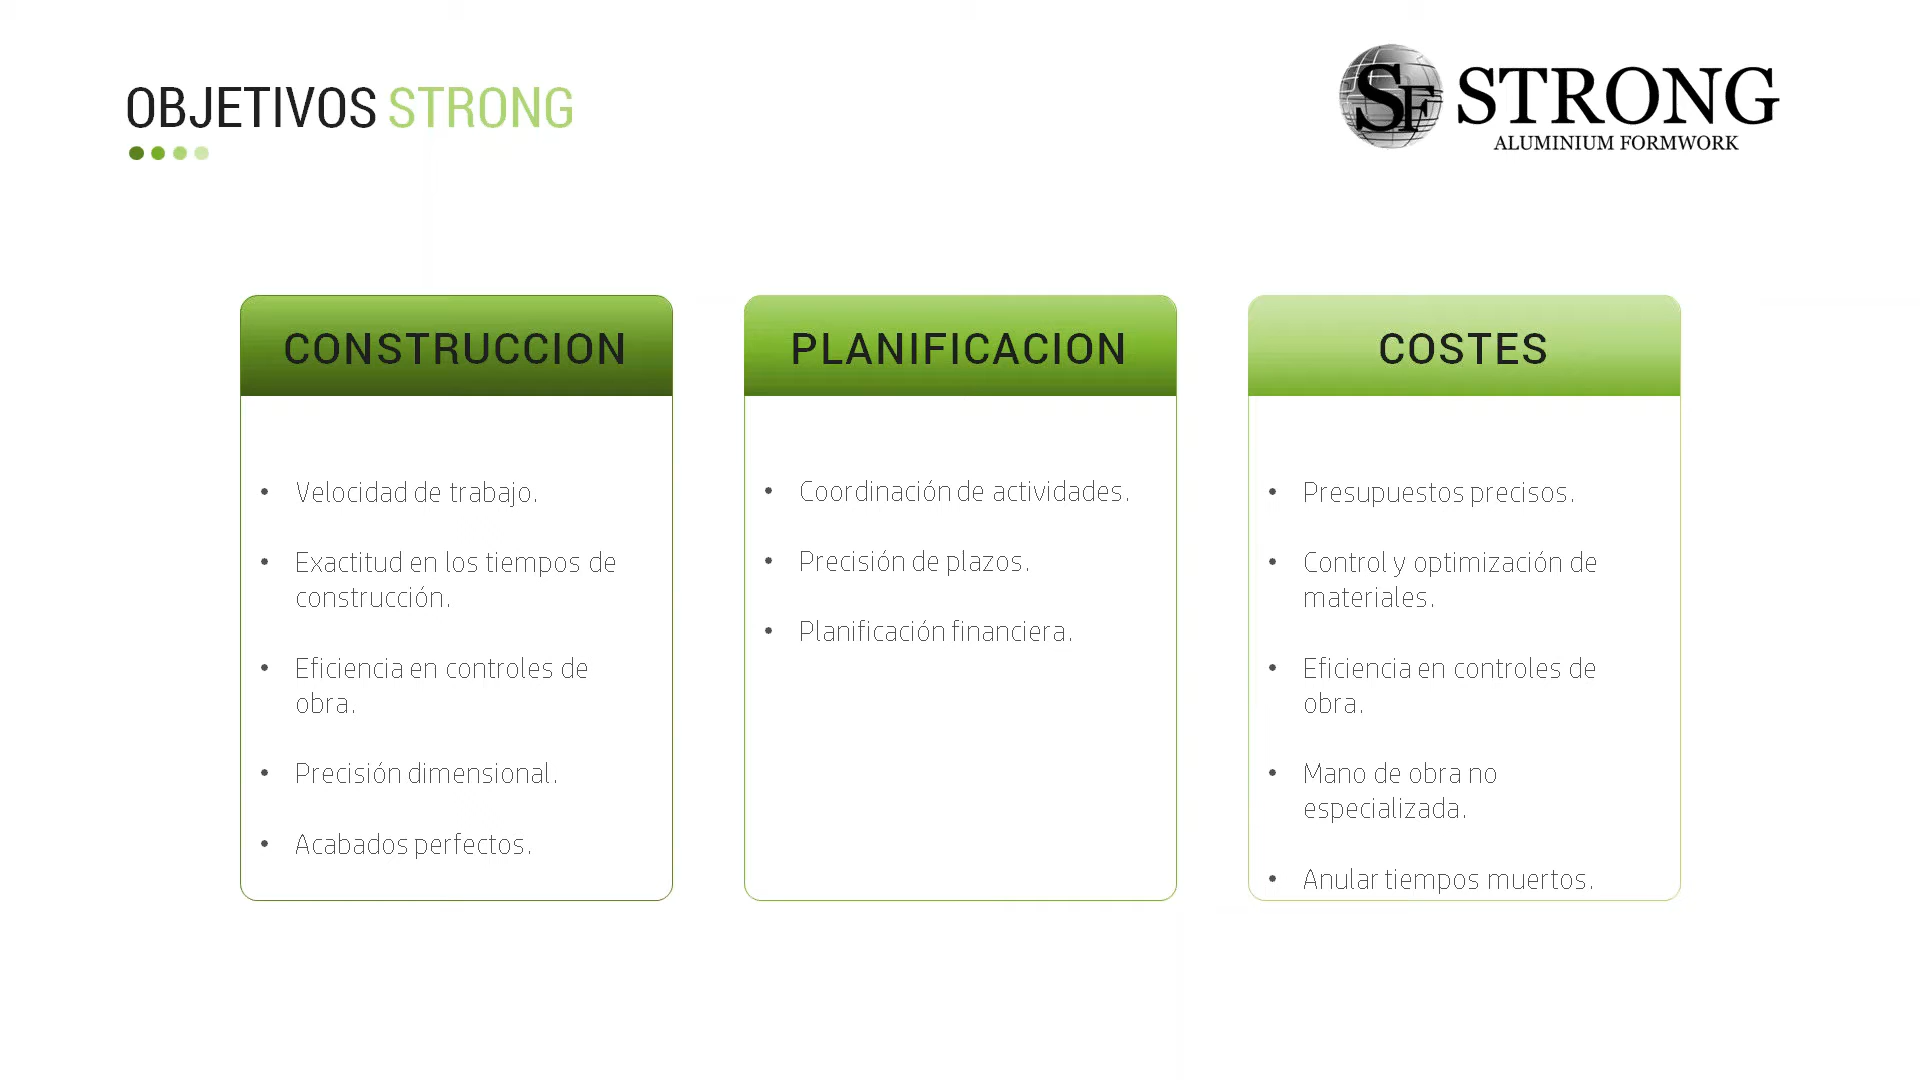 OBJETIVOS STRONG
SF STRONG
ALUMINIUM FORMWORK
CONSTRUCCION
• Velocidad de trabajo.
• Exactitud en los tiempos de
construcción.
• Eficiencia en controles de
obra.
• Precisión dimensional.
• Acabados perfectos.
PLANIFICACION
• Coordinación de actividades.
• Precisión de plazos.
• Planificación financiera.
COSTES
• Presupuestos precisos.
• Control y optimización de
materiales.
• Eficiencia en controles de
obra.
• Mano de obra no
especializada.
• Anular tiempos muertos.